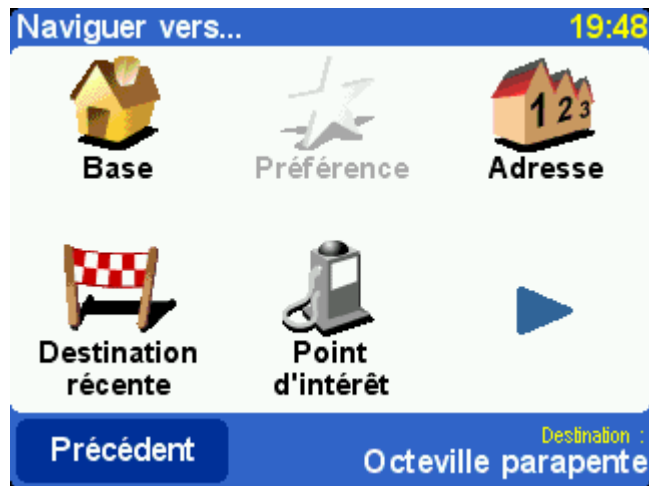 Naviguer vers... 19:48
Base Préférence Adresse
1 2 3
Destination récente
Point d'intérêt
Précédent
Destination :
Octeville parapente